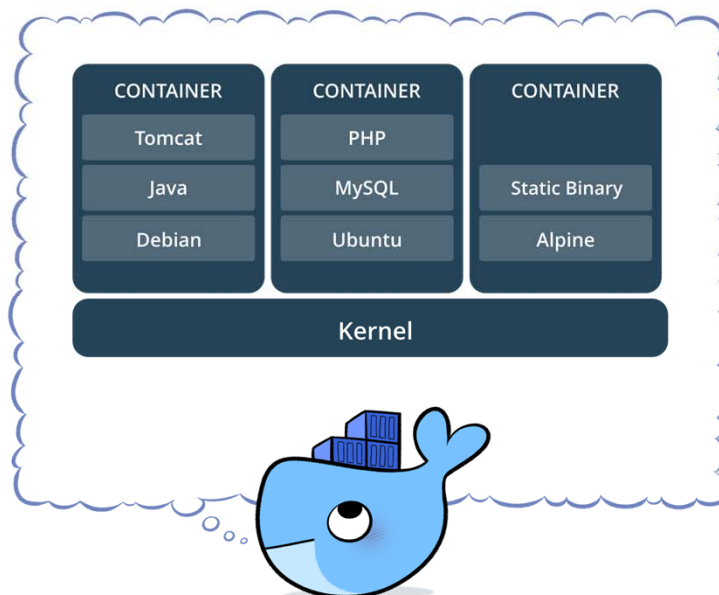 CONTAINER
Tomcat
Java
Debian
CONTAINER
PHP
MySQL
Ubuntu
CONTAINER
Static Binary
Alpine
Kernel